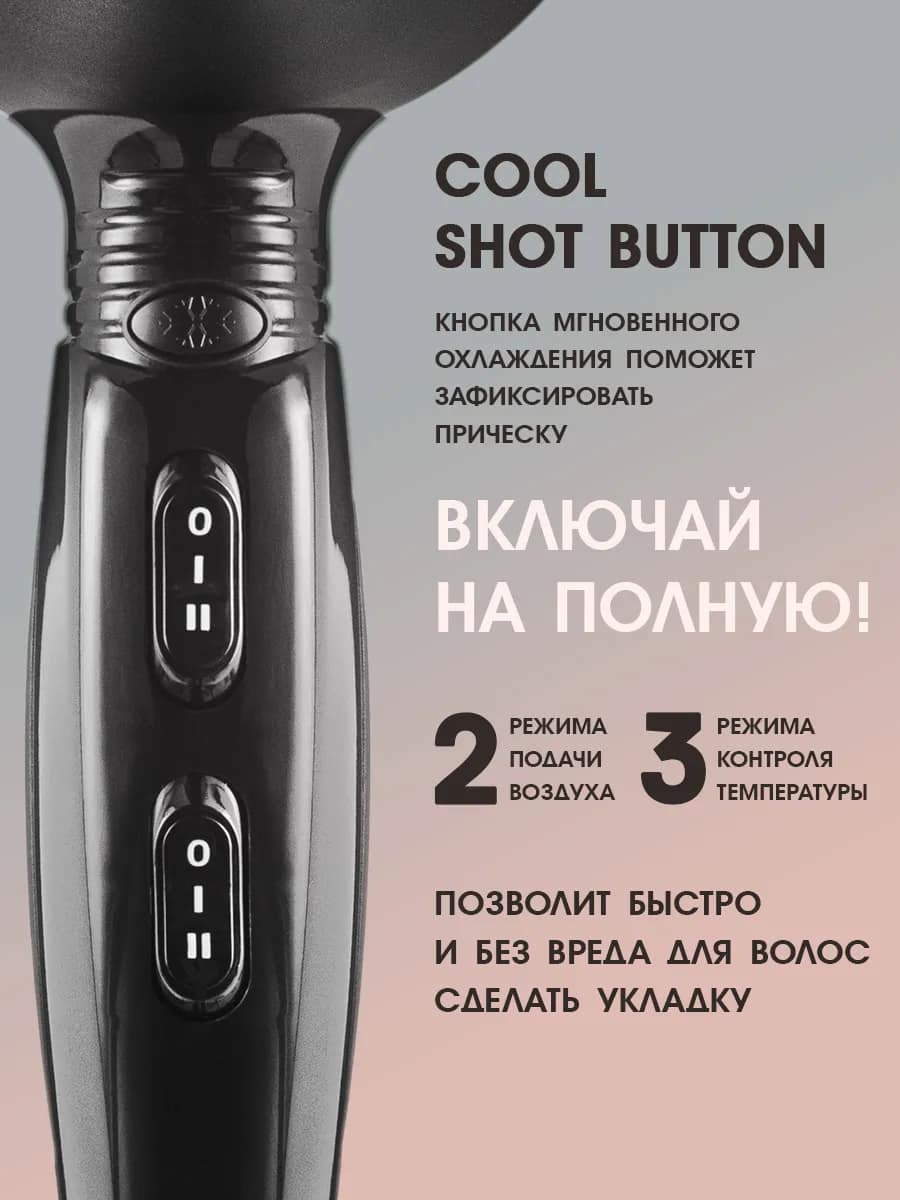 COOL
SHOT BUTTON
КНОПКА МГНОВЕННОГО
ОХЛАЖДЕНИЯ ПОМОЖЕТ
ЗАФИКСИРОВАТЬ
ПРИЧЕСКУ
ВКЛЮЧАЙ
НА ПОЛНУЮ!
2 РЕЖИМА
ПОДАЧИ
ВОЗДУХА
3 РЕЖИМА
КОНТРОЛЯ
ТЕМПЕРАТУРЫ
ПОЗВОЛИТ БЫСТРО
И БЕЗ ВРЕДА ДЛЯ ВОЛОС
СДЕЛАТЬ УКЛАДКУ
0
I
II
0
I
II